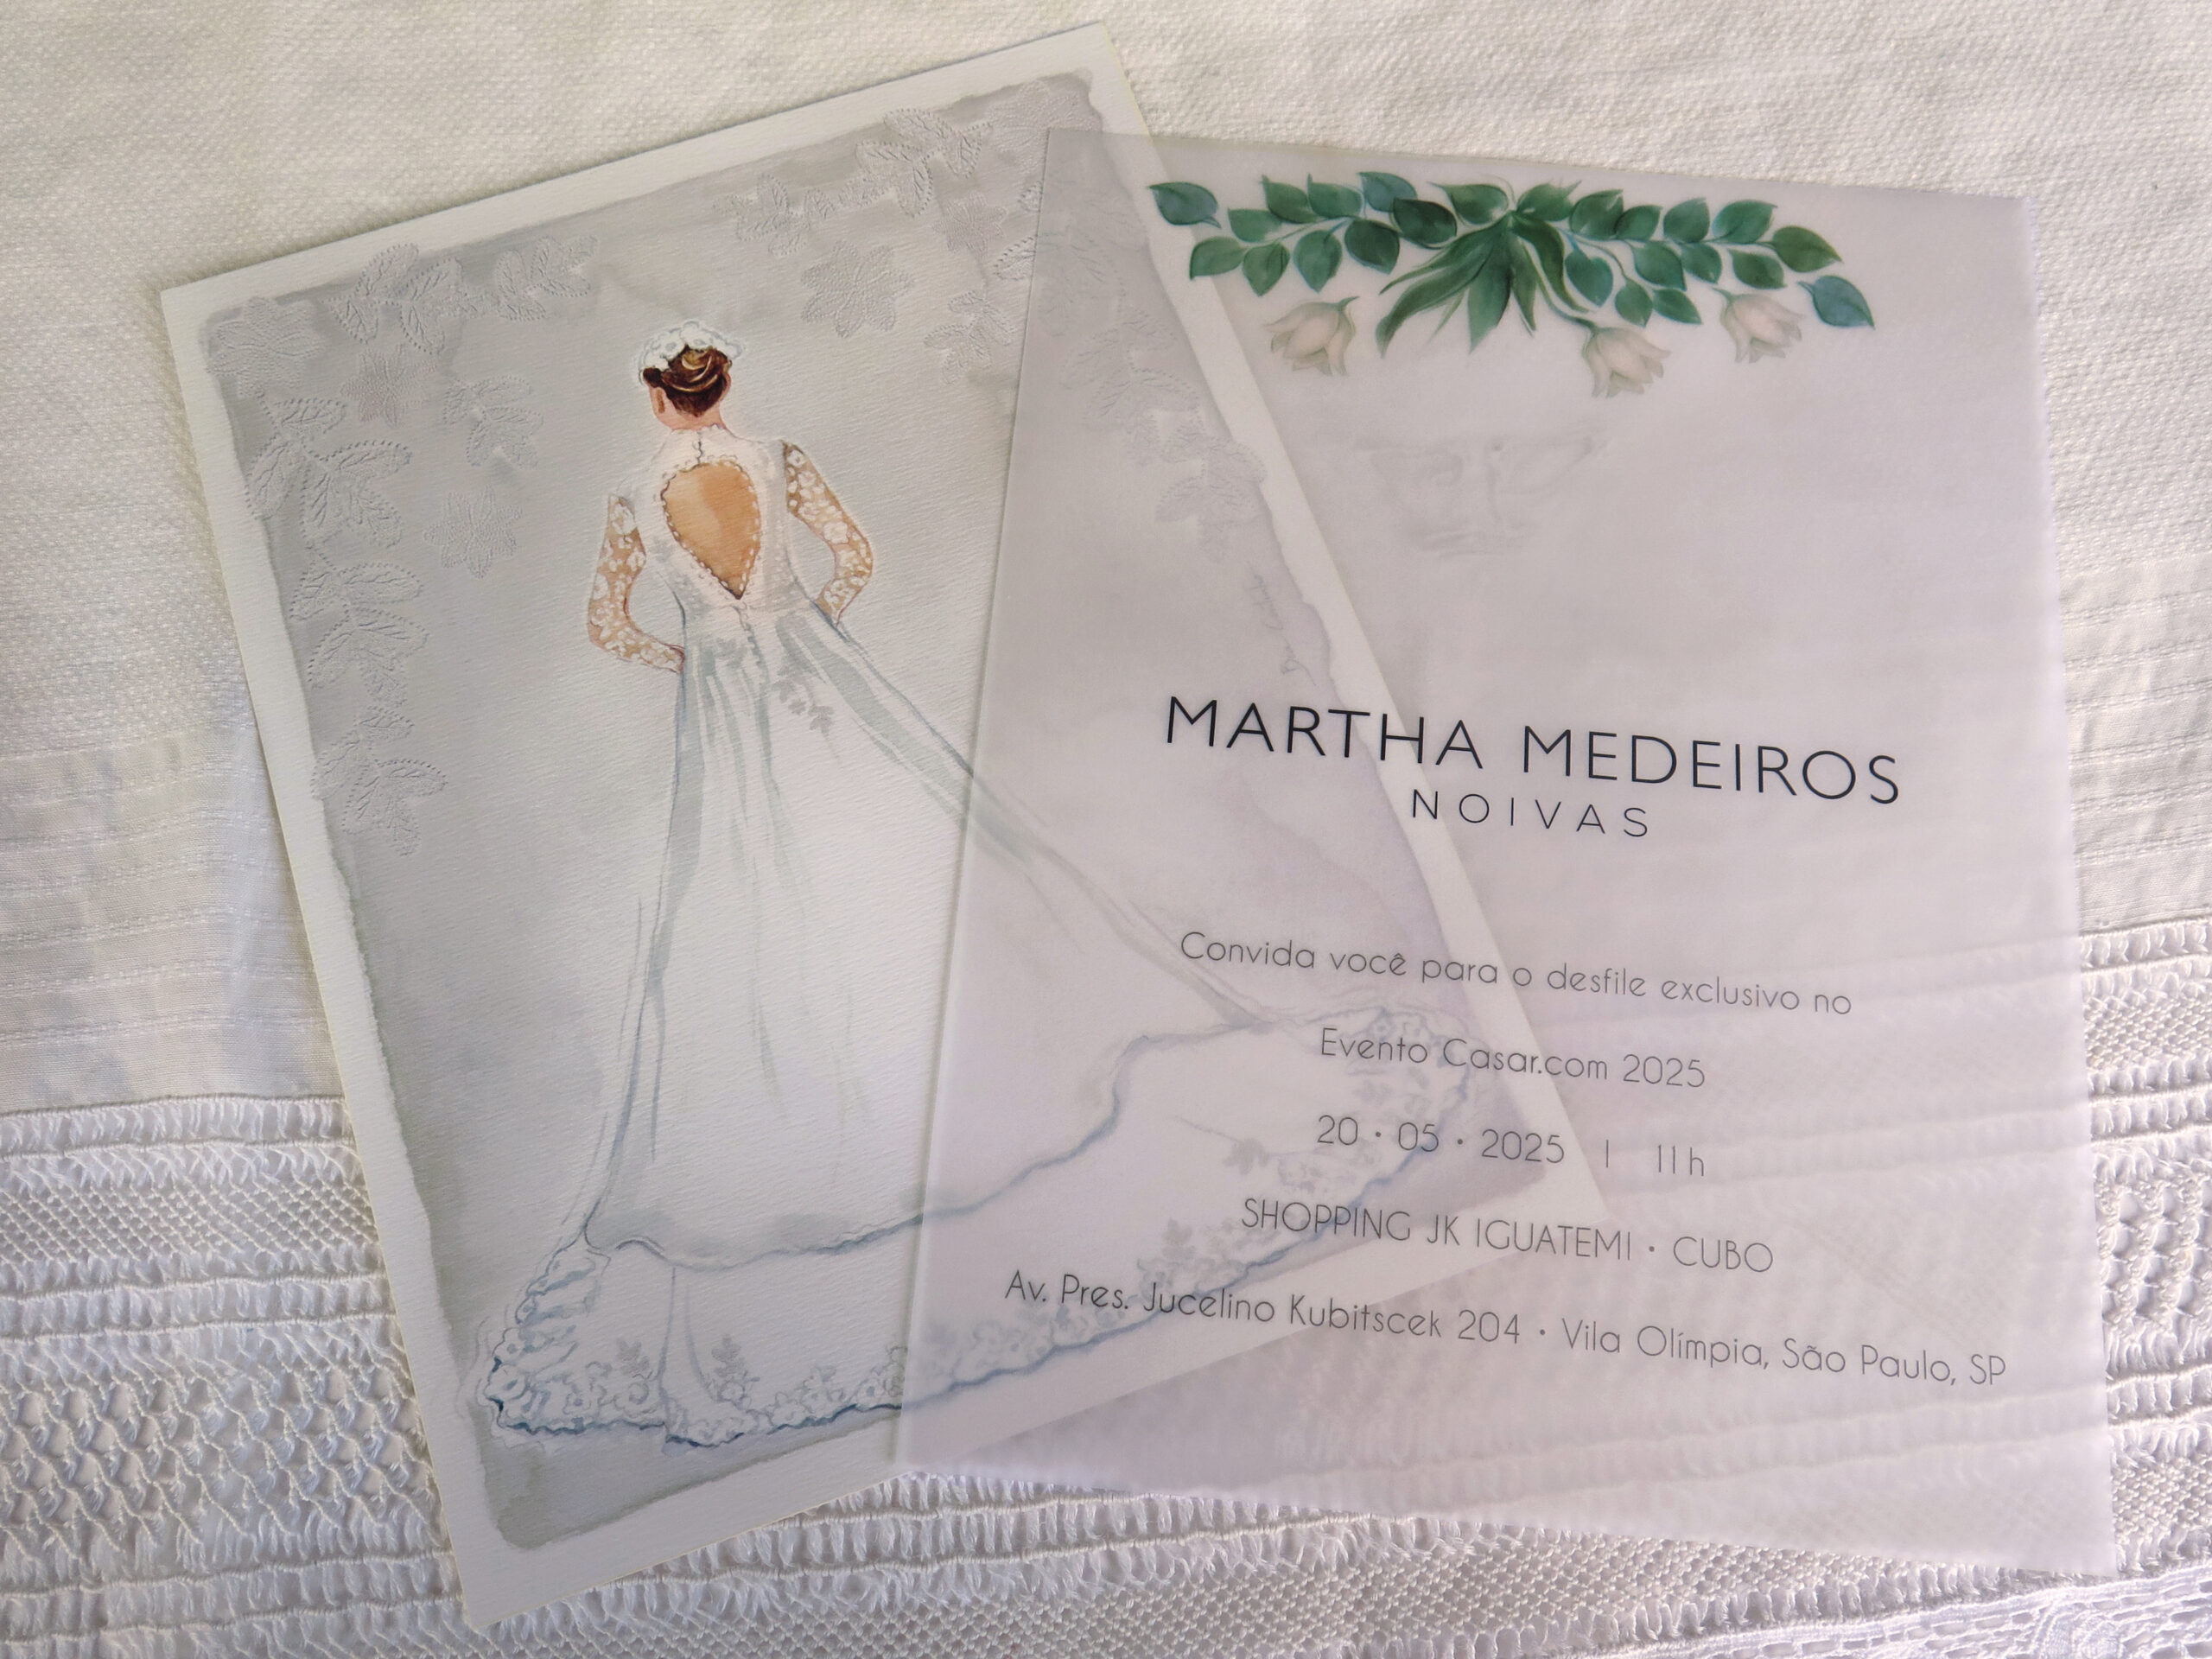 MARTHA MEDEIROS
NOIVAS
Convida você para o desfile exclusivo no
Evento Casar.com 2025
20 • 05 • 2025 | 11 h
SHOPPING JK IGUATEMI • CUBO
Av. Pres. Jucelino Kubitscek 204 • Vila Olímpia, São Paulo, SP